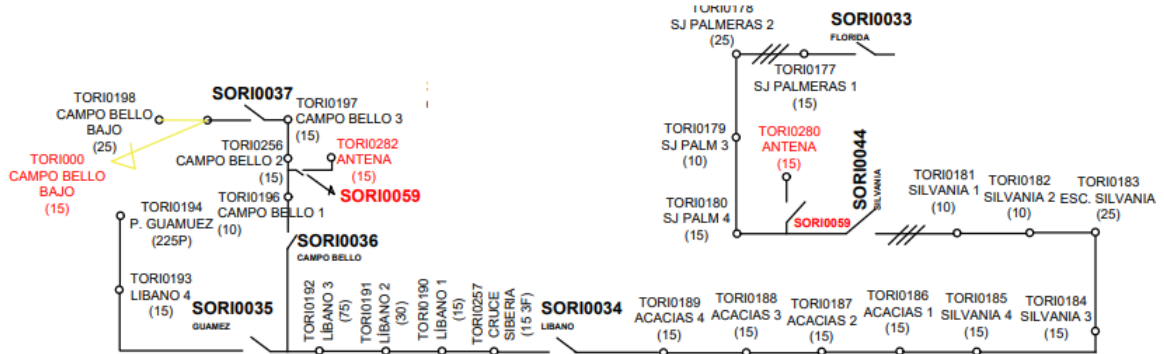 TORI0178
SJ PALMERAS 2
(25)
SORI0033
FLORIDA
TORI0177
SJ PALMERAS 1
(15)
TORI0198
CAMPO BELLO
BAJO
(25)
SORI0037
TORI0197
CAMPO BELLO 3
(15)
TORI0256
CAMPO BELLO 2
(15)
TORI0282
ANTENA
(15)
SORI0059
TORI000
CAMPO BELLO
BAJO
(15)
TORI0196
CAMPO BELLO 1
(10)
TORI0194
P. GUAMUEZ
(225P)
SORI0036
CAMPO BELLO
TORI0193
LIBANO 4
(15)
SORI0035
GUAMEZ
TORI0192
LÍBANO 3
(75)
TORI0191
LÍBANO 2
(30)
TORI0190
LÍBANO 1
(15)
TORI0257
CRUCE
SIBERIA
(15 3F)
SORI0034
LIBANO
TORI0179
SJ PALM 3
(10)
TORI0280
ANTENA
(15)
SORI0044
SILVANIA
TORI0180
SJ PALM 4
(15)
SORI0059
TORI0181
SILVANIA 1
(10)
TORI0182
SILVANIA 2
(10)
TORI0183
ESC. SILVANIA
(25)
TORI0189
ACACIAS 4
(15)
TORI0188
ACACIAS 3
(15)
TORI0187
ACACIAS 2
(15)
TORI0186
ACACIAS 1
(15)
TORI0185
SILVANIA 4
(15)
TORI0184
SILVANIA 3
(15)